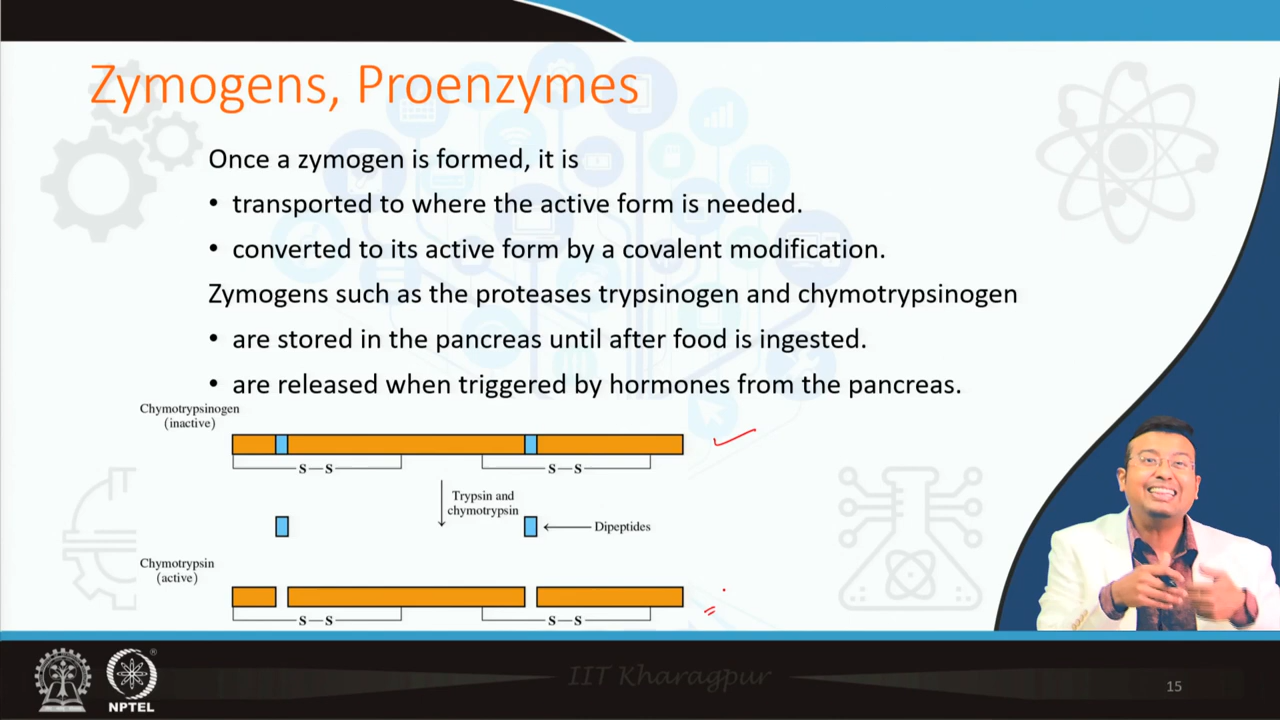 Zymogens, Proenzymes
Once a zymogen is formed, it is
• transported to where the active form is needed.
• converted to its active form by a covalent modification.
Zymogens such as the proteases trypsinogen and chymotrypsinogen
• are stored in the pancreas until after food is ingested.
• are released when triggered by hormones from the pancreas.
Chymotrypsinogen
(inactive)
S—S
S—S
Trypsin and
chymotrypsin
Dipeptides
Chymotrypsin
(active)
S—S
S—S
IIT Kharagpur
®
NPTEL
15